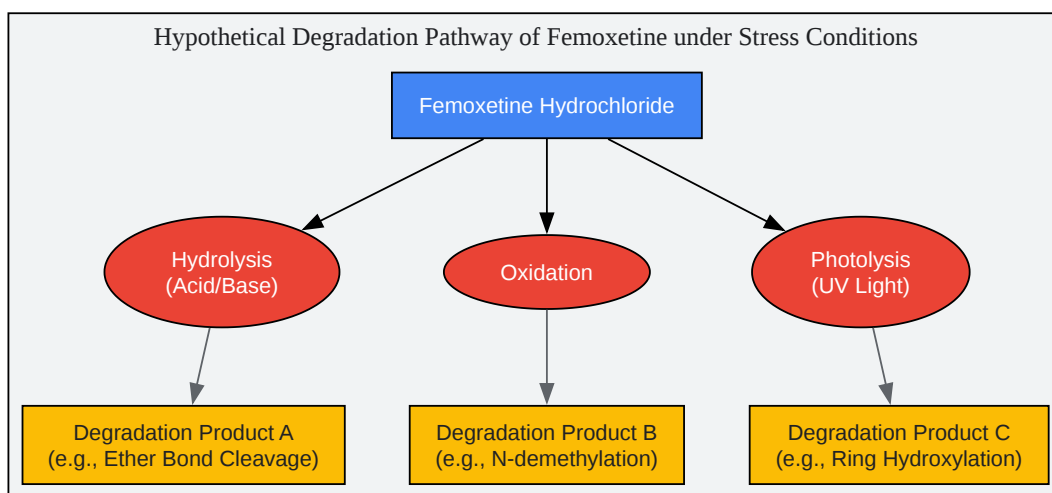 Hypothetical Degradation Pathway of Femoxetine under Stress Conditions
Femoxetine Hydrochloride
Hydrolysis
(Acid/Base)
Oxidation
Photolysis
(UV Light)
Degradation Product A
(e.g., Ether Bond Cleavage)
Degradation Product B
(e.g., N-demethylation)
Degradation Product C
(e.g., Ring Hydroxylation)